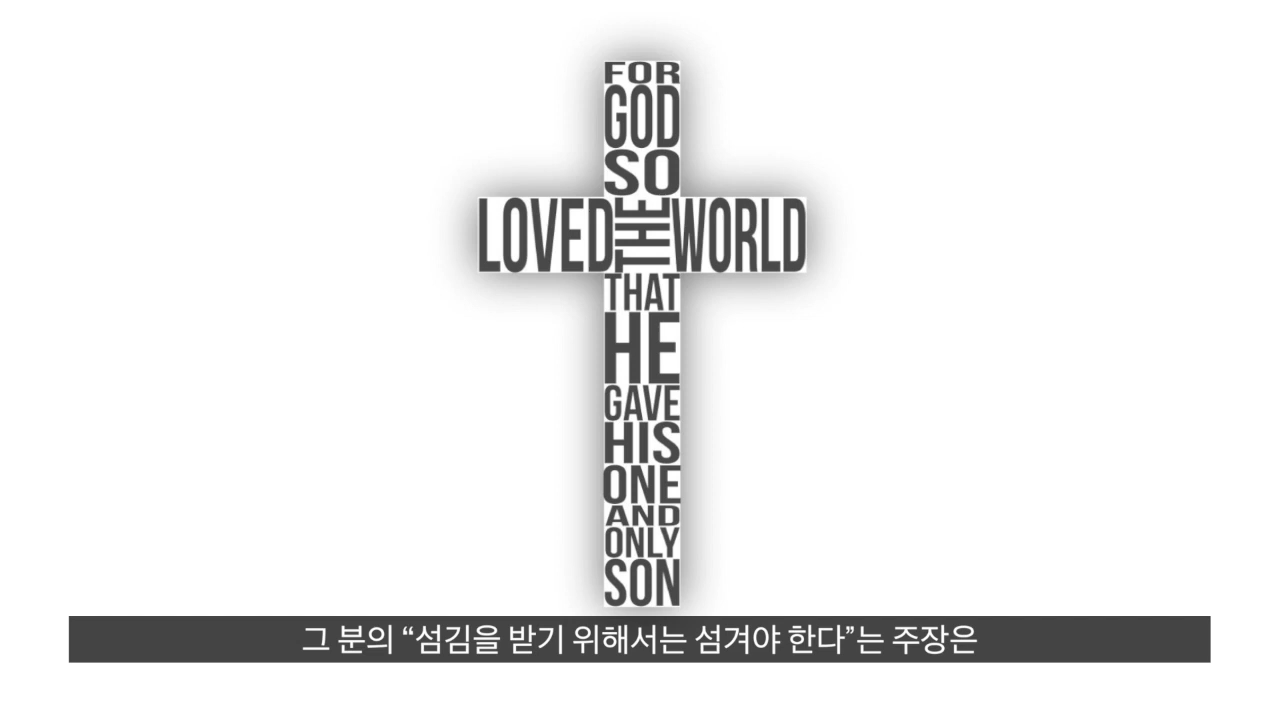 FOR
GOD
SO
LOVED THE WORLD
THAT
HE
GAVE
HIS
ONE
AND
ONLY
SON
그 분의 “섬김을 받기 위해서는 섬겨야 한다”는 주장은